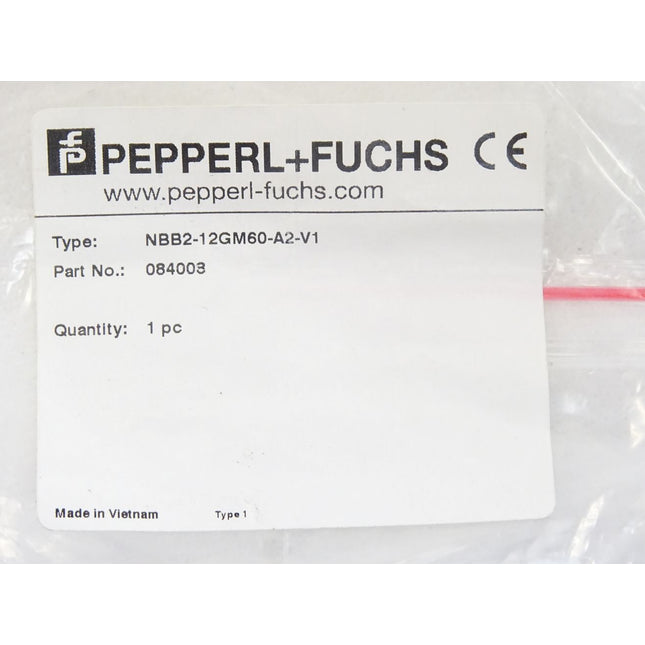 fP PEPPERL+FUCHS CE
www.pepperl-fuchs.com
Type: NBB2-12GM60-A2-V1
Part No.: 084003
Quantity: 1 pc
Made in Vietnam Type 1